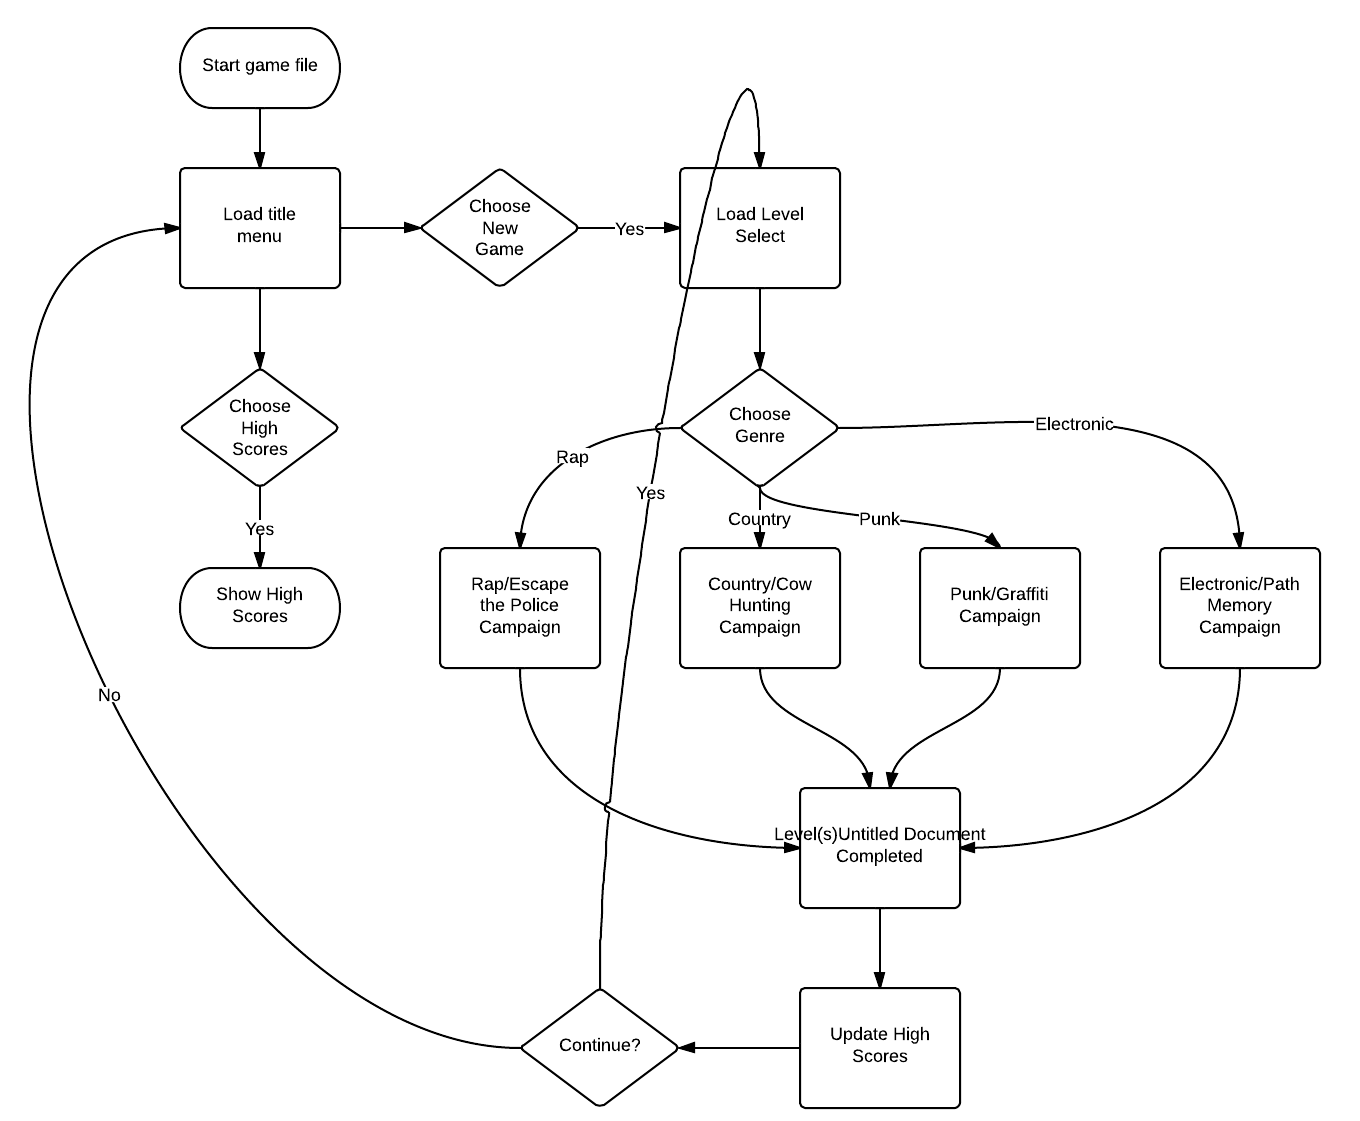 Start game file
Load title
menu
Choose
New
Game
Yes
Load Level
Select
Choose
High
Scores
Choose
Genre
Electronic
Rap
Yes
Country
Punk
Yes
Show High
Scores
Rap/Escape
the Police
Campaign
Country/Cow
Hunting
Campaign
Punk/Graffiti
Campaign
Electronic/Path
Memory
Campaign
No
Level(s)Untitled Document
Completed
Continue?
Update High
Scores